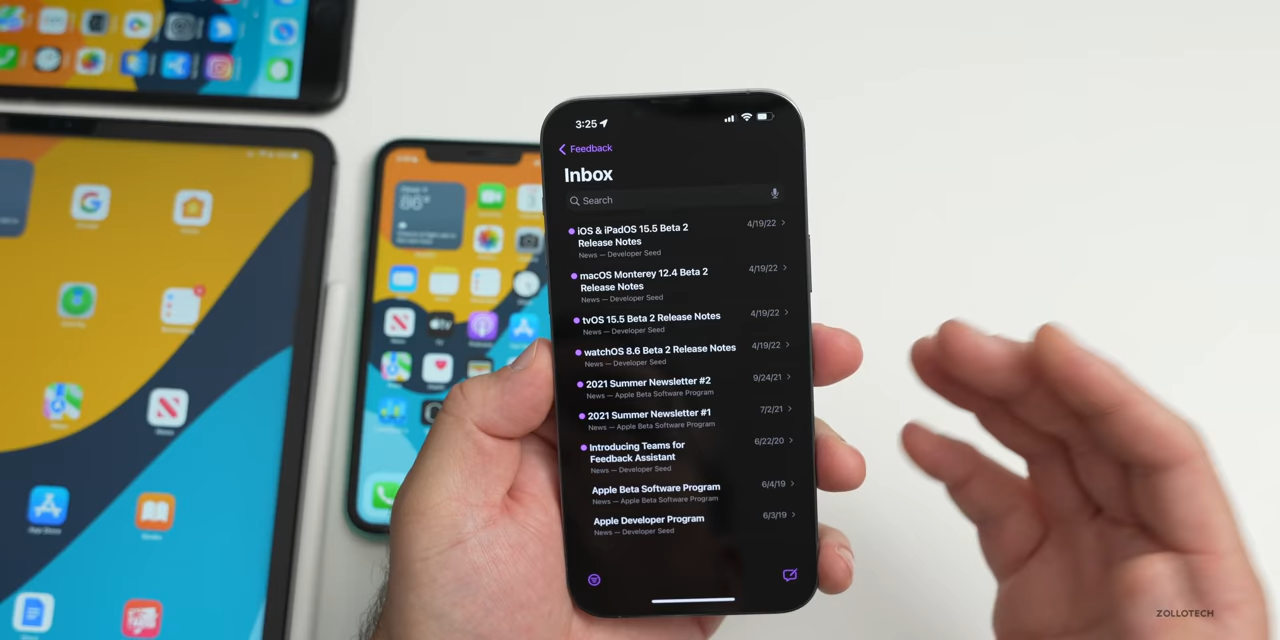 3:25
Feedback
Inbox
Search
iOS & iPadOS 15.5 Beta 2
Release Notes
4/19/22
News — Developer Seed
macOS Monterey 12.4 Beta 2
Release Notes
4/19/22
News — Developer Seed
tvOS 15.5 Beta 2 Release Notes
4/19/22
News — Developer Seed
watchOS 8.6 Beta 2 Release Notes
4/19/22
News — Developer Seed
2021 Summer Newsletter #2
9/24/21
News — Apple Beta Software Program
2021 Summer Newsletter #1
7/2/21
News — Apple Beta Software Program
Introducing Teams for
Feedback Assistant
6/22/20
News — Developer Seed
Apple Beta Software Program
6/4/19
News — Apple Beta Software Program
Apple Developer Program
6/3/19
News — Developer Seed
86°
ZOLLOTECH